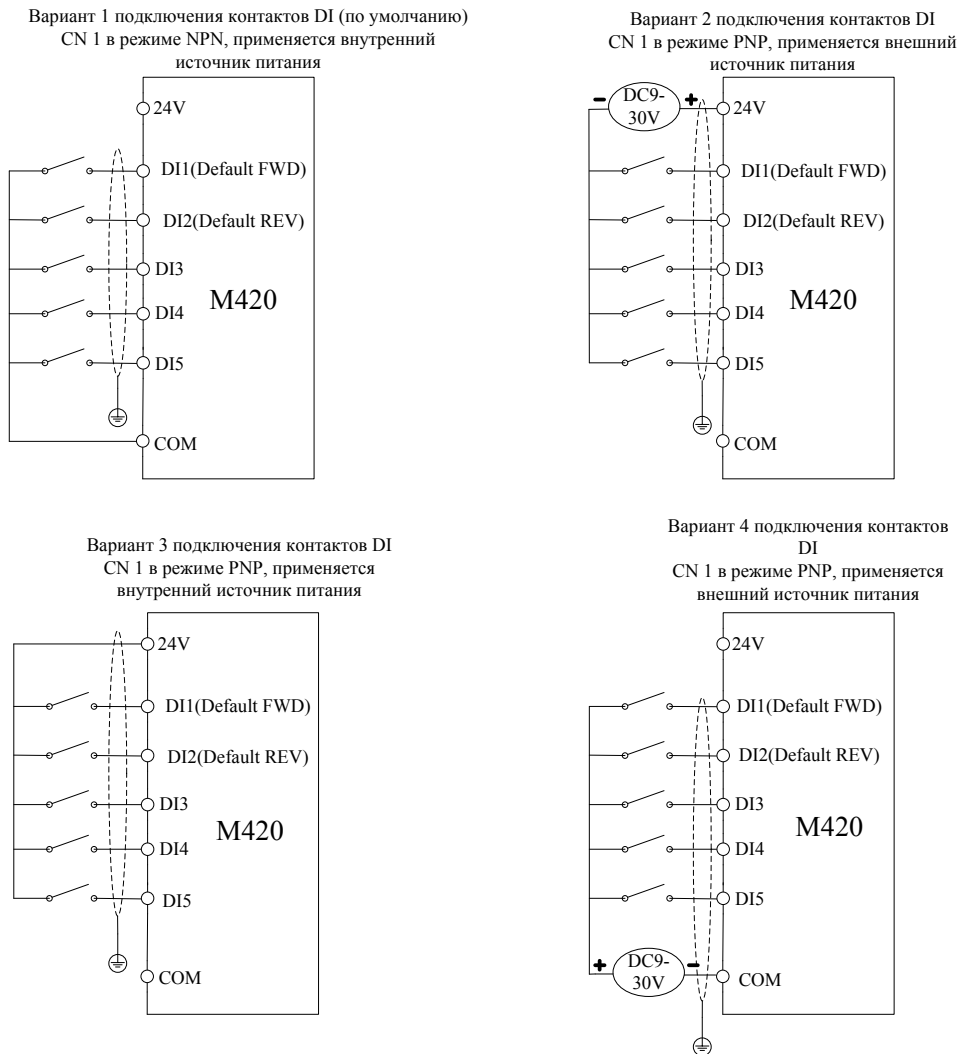 Вариант 1 подключения контактов DI (по умолчанию)
CN 1 в режиме NPN, применяется внутренний
источник питания
24V
DI1(Default FWD)
DI2(Default REV)
DI3
M420
DI4
DI5
COM
Вариант 2 подключения контактов DI
CN 1 в режиме PNP, применяется внешний
источник питания
DC9-
30V
24V
DI1(Default FWD)
DI2(Default REV)
DI3
M420
DI4
DI5
COM
Вариант 3 подключения контактов DI
CN 1 в режиме PNP, применяется
внутренний источник питания
24V
DI1(Default FWD)
DI2(Default REV)
DI3
M420
DI4
DI5
COM
Вариант 4 подключения контактов
DI
CN 1 в режиме PNP, применяется
внешний источник питания
24V
DI1(Default FWD)
DI2(Default REV)
DI3
M420
DI4
DI5
DC9-
30V
COM